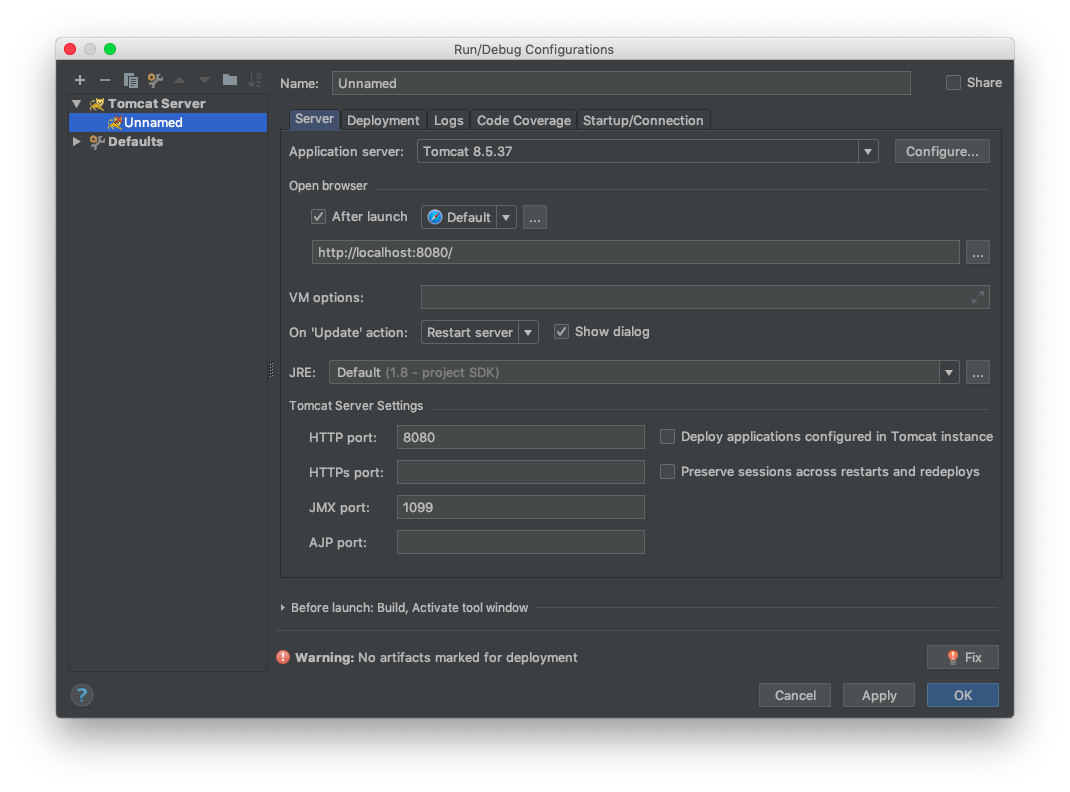 Run/Debug Configurations
Name: Unnamed Share
Tomcat Server
Unnamed
Defaults
Server Deployment Logs Code Coverage Startup/Connection
Application server: Tomcat 8.5.37 Configure...
Open browser
After launch Default ...
http://localhost:8080/ ...
VM options:
On 'Update' action: Restart server Show dialog
JRE: Default (1.8 - project SDK) ...
Tomcat Server Settings
HTTP port: 8080 Deploy applications configured in Tomcat instance
HTTPs port: Preserve sessions across restarts and redeploys
JMX port: 1099
AJP port:
Before launch: Build, Activate tool window
Warning: No artifacts marked for deployment Fix
? Cancel Apply OK